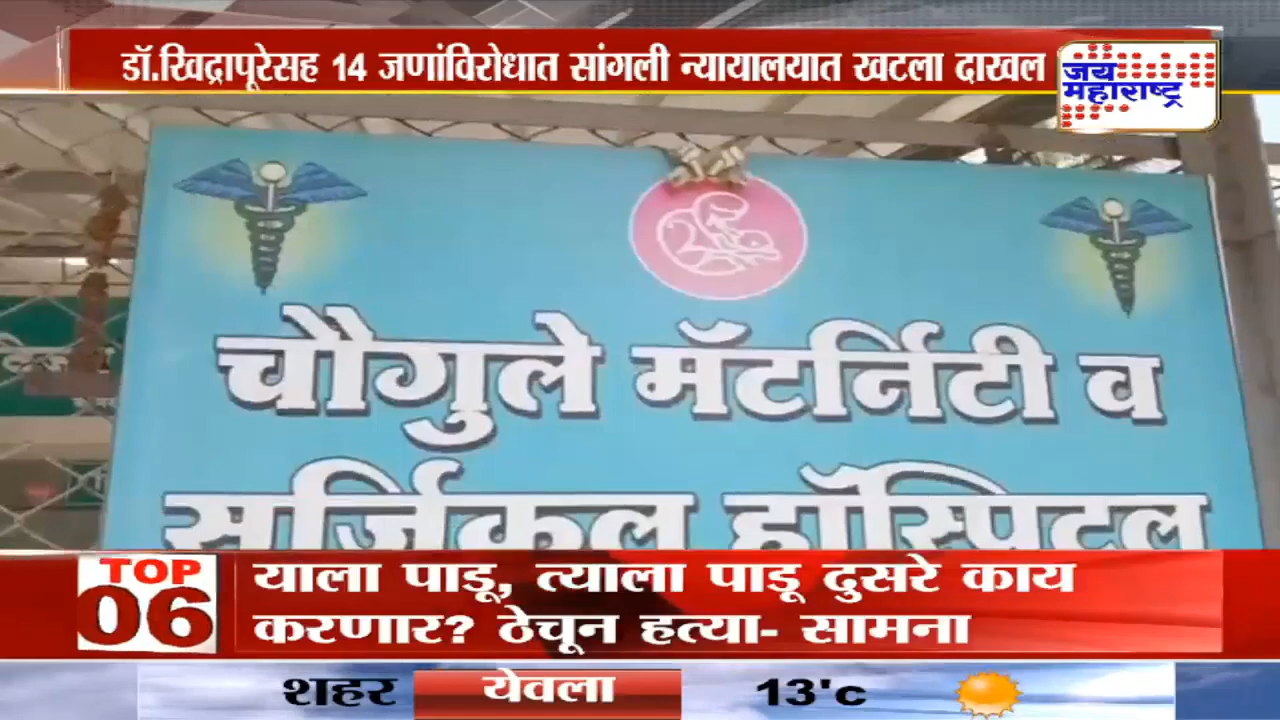 डॉ.खिद्रापूरेसह 14 जणांविरोधात सांगली न्यायालयात खटला दाखल
जय
महाराष्ट्र
चौगुले मॅटर्निटी व
सर्जिकल हॉस्पिटल
TOP
06
याला पाडू, त्याला पाडू दुसरे काय
करणार? ठेचून हत्या- सामना
शहर येवला 13'c